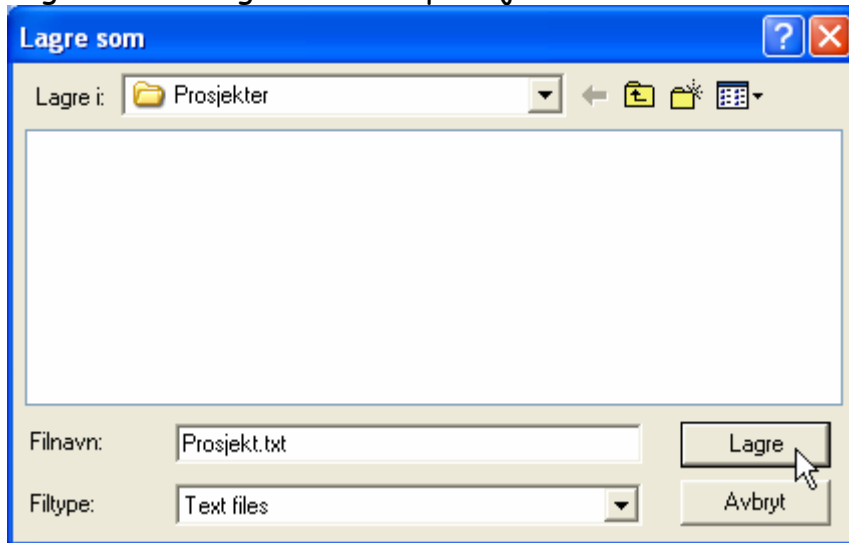 Lagre som
Lagre i: Prosjekter
Filnavn: Prosjekt.txt Lagre
Filtype: Text files Avbryt